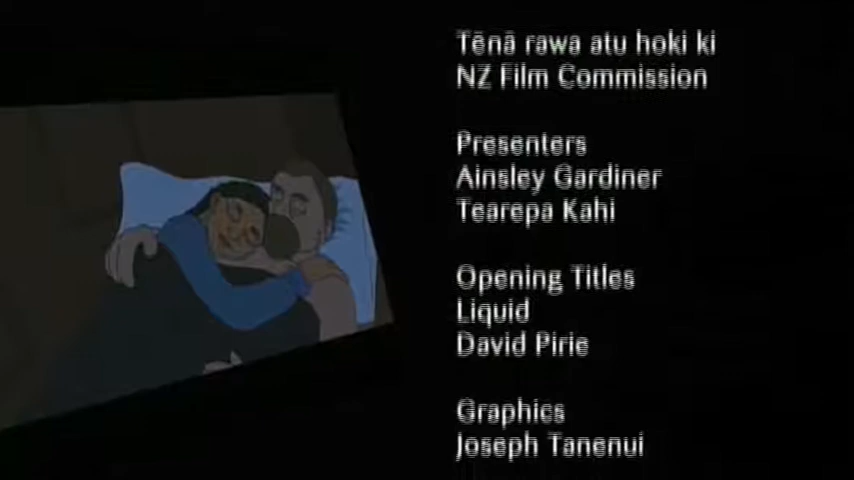 Tēnā rawa atu hoki ki
NZ Film Commission
Presenters
Ainsley Gardiner
Tearepa Kahi
Opening Titles
Liquid
David Pirie
Graphics
Joseph Tanenui